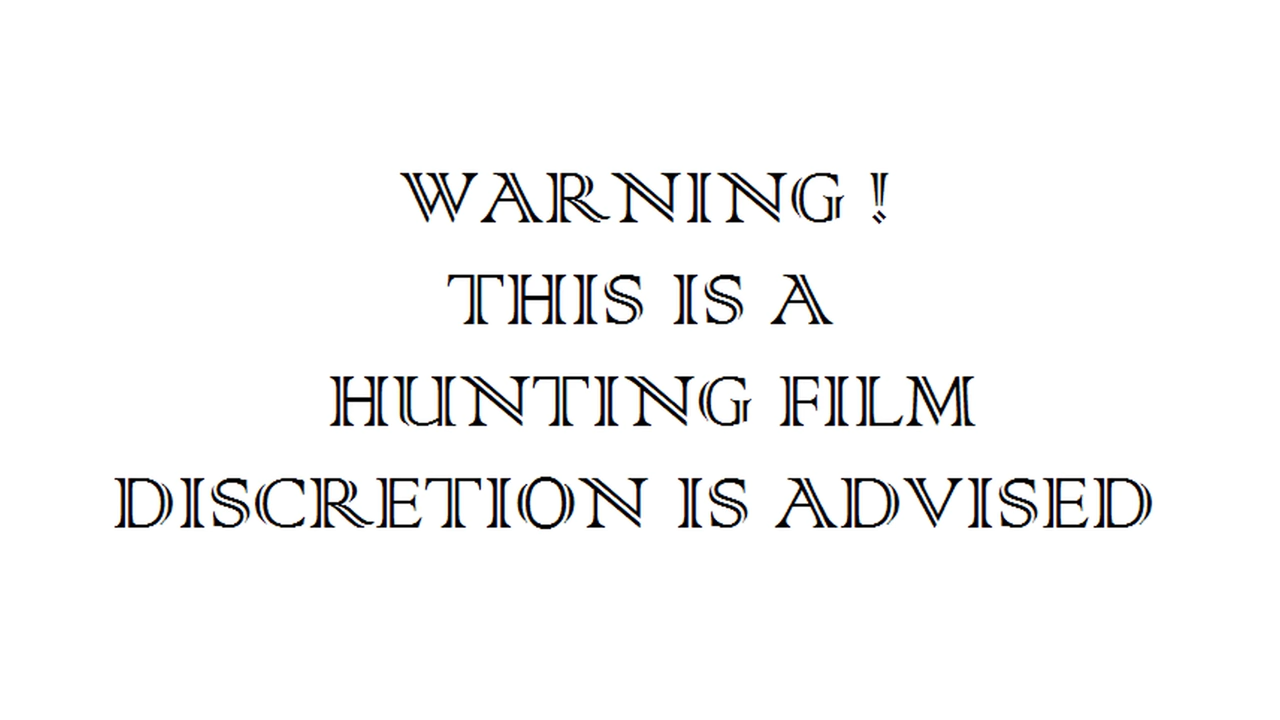 WARNING !
THIS IS A
HUNTING FILM
DISCRETION IS ADVISED